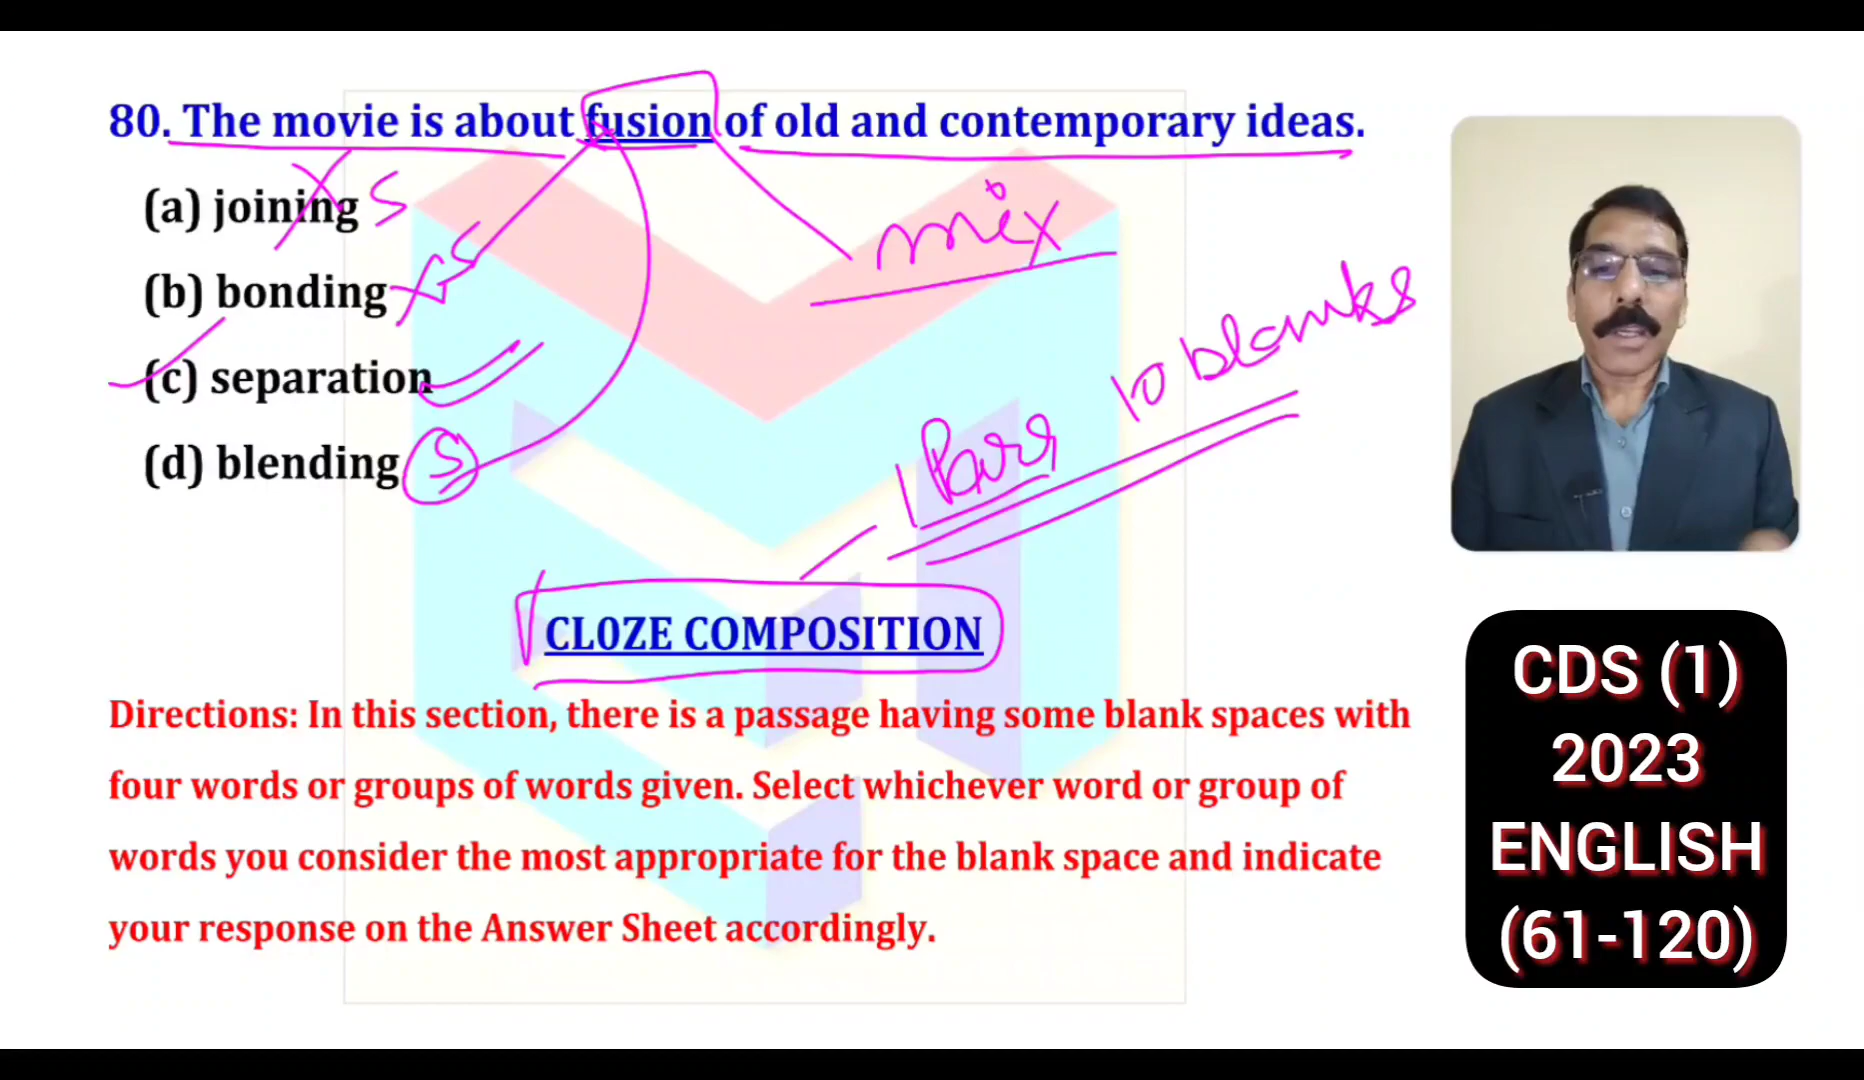 80. The movie is about fusion of old and contemporary ideas.
(a) joining S
(b) bonding S
(c) separation
(d) blending S
mix
10 blanks
1
CLOZE COMPOSITION
Directions: In this section, there is a passage having some blank spaces with
four words or groups of words given. Select whichever word or group of
words you consider the most appropriate for the blank space and indicate
your response on the Answer Sheet accordingly.
CDS (1)
2023
ENGLISH
(61-120)